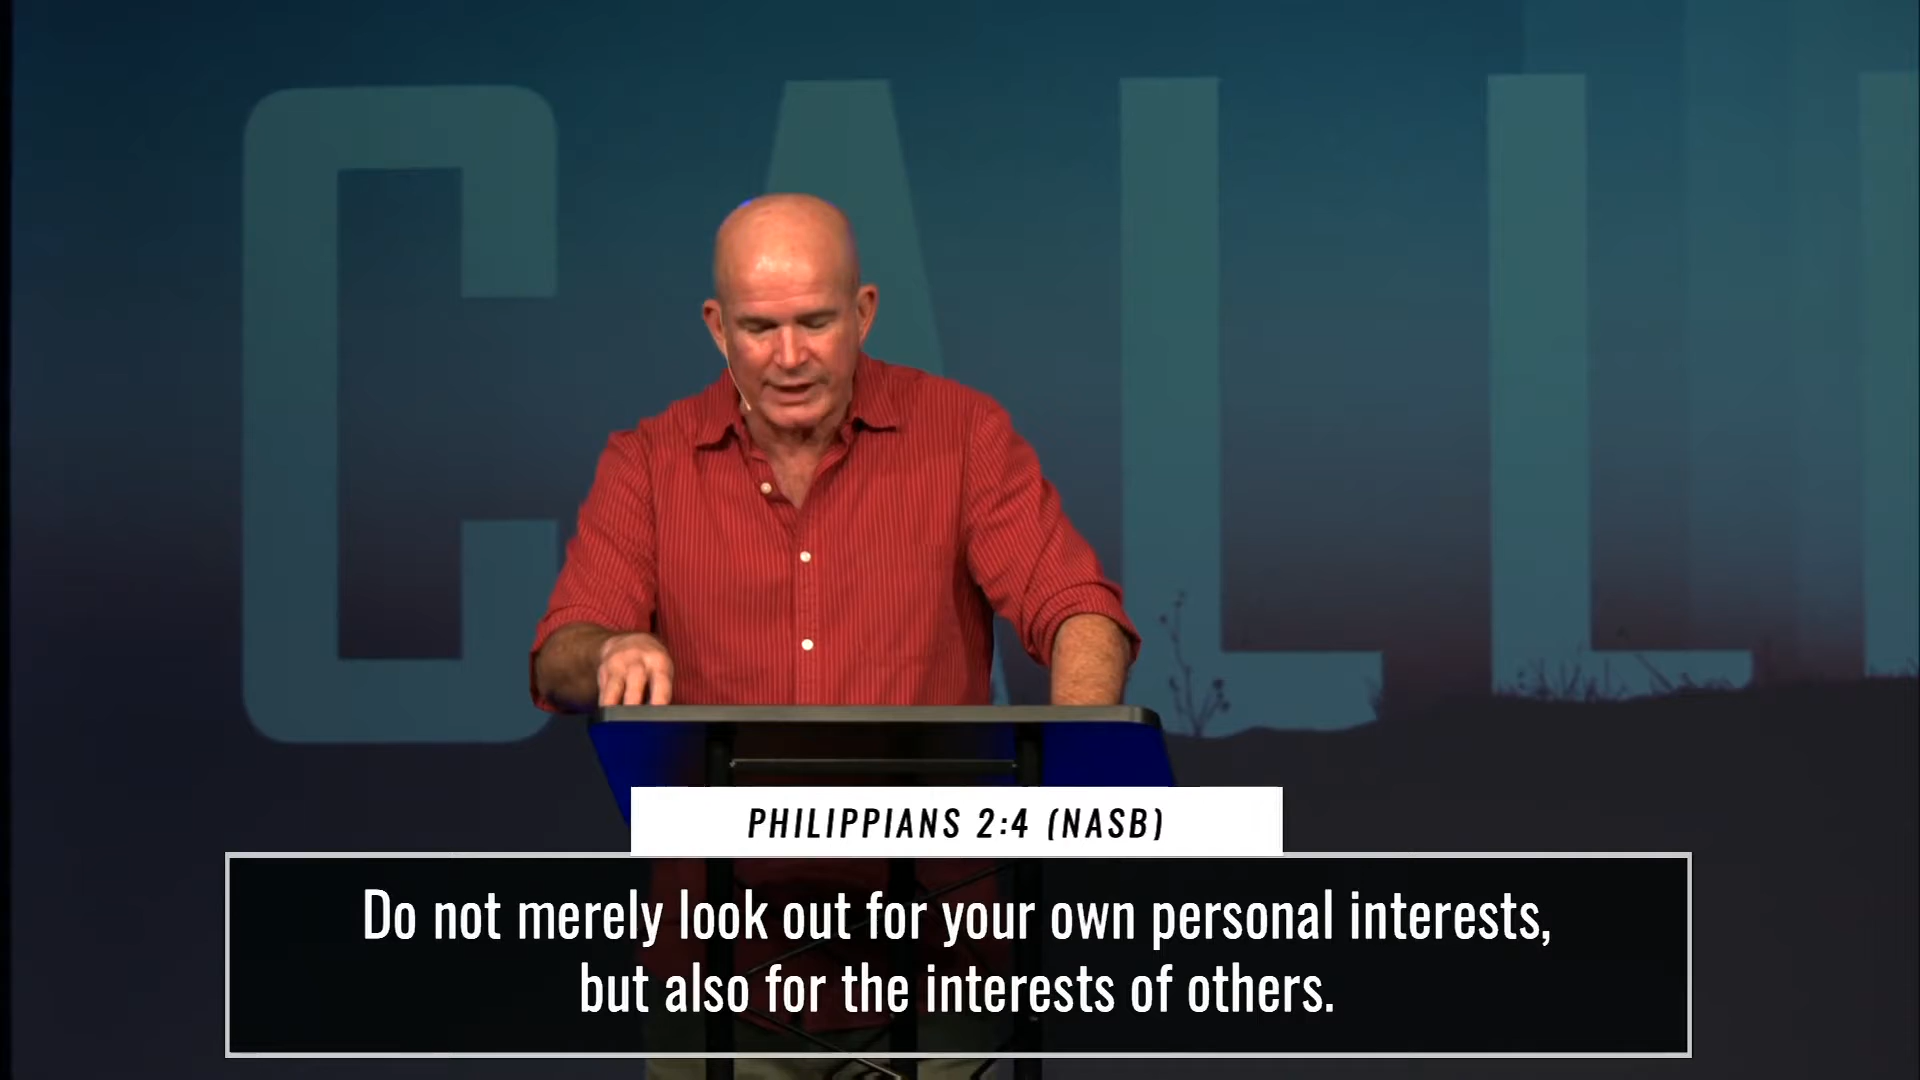 CALLI
PHILIPPIANS 2:4 (NASB)
Do not merely look out for your own personal interests,
but also for the interests of others.